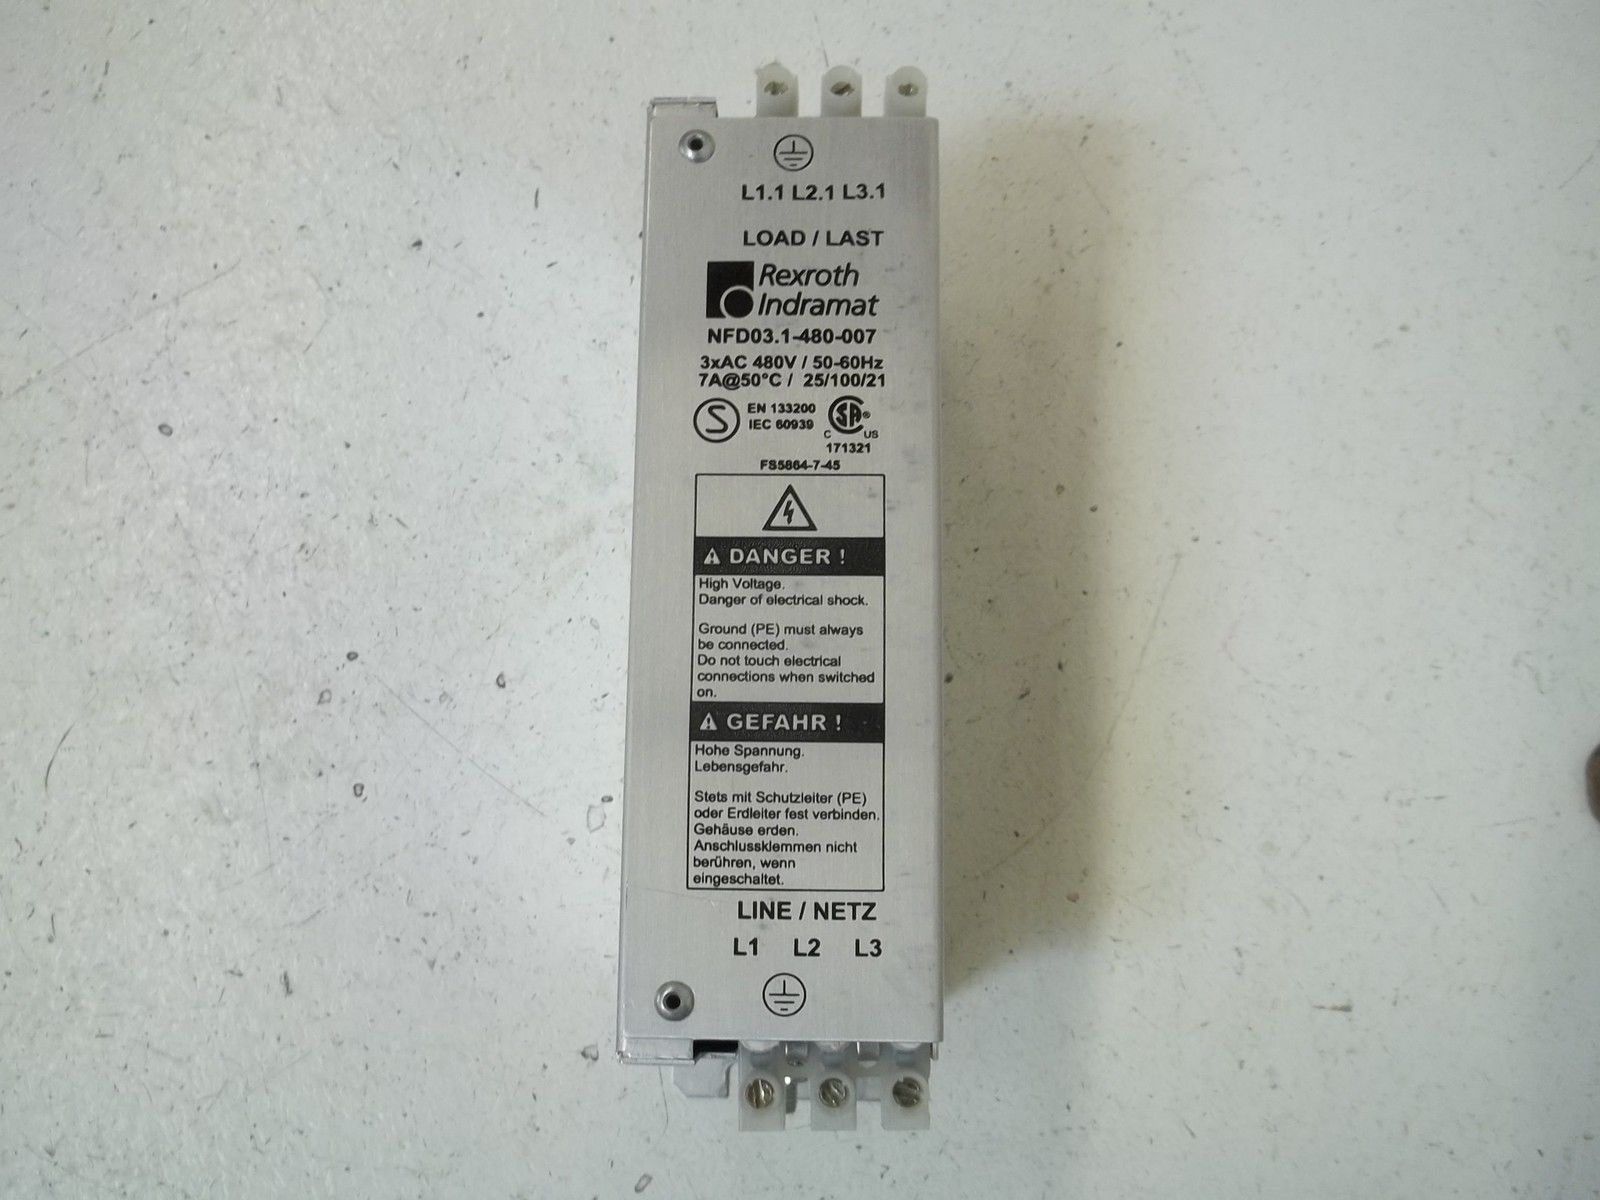 L1.1 L2.1 L3.1
LOAD / LAST
Rexroth
Indramat
NFD03.1-480-007
3xAC 480V / 50-60Hz
7A@50°C / 25/100/21
S EN 133200
IEC 60939
SA®
C US
171321
FS5864-7-45
DANGER !
High Voltage.
Danger of electrical shock.
Ground (PE) must always
be connected.
Do not touch electrical
connections when switched
on.
GEFAHR !
Hohe Spannung.
Lebensgefahr.
Stets mit Schutzleiter (PE)
oder Erdleiter fest verbinden.
Gehäuse erden.
Anschlussklemmen nicht
berühren, wenn
eingeschaltet.
LINE / NETZ
L1 L2 L3